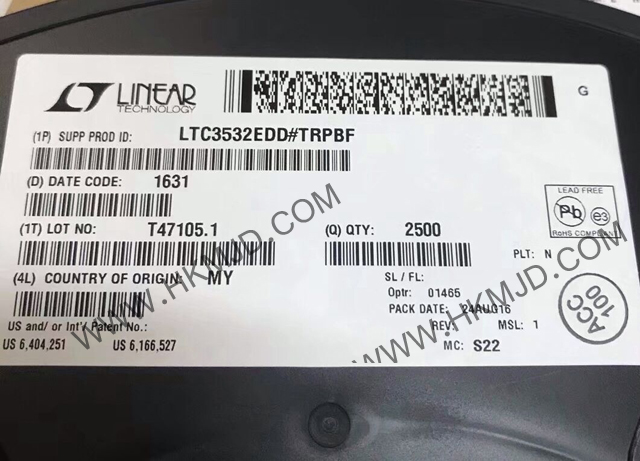 LINEAR
TECHNOLOGY
G
(1P) SUPP PROD ID: LTC3532EDD#TRPBF
(D) DATE CODE: 1631
LEAD FREE
Pb e3
RoHS COMPLIANT
(1T) LOT NO: T47105.1 (Q) QTY: 2500
PLT: N
(4L) COUNTRY OF ORIGIN: MY
SL / FL:
Optr: 01465
PACK DATE: 24AUG16
REV: MSL: 1
MC: S22
ACC
100
US and/ or Int'l Patent No.:
US 6,404,251 US 6,166,527
WWW.HKMJD.COM
WWW.HKMJD.COM